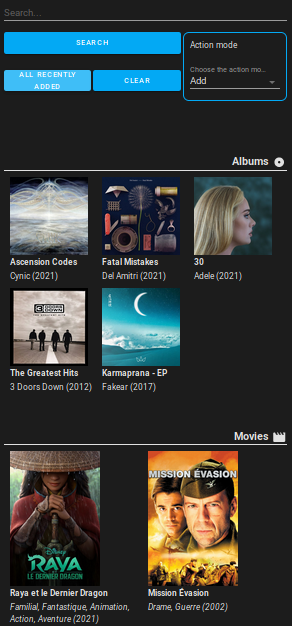 Search...
SEARCH
Action mode
ALL RECENTLY
ADDED
CLEAR
Choose the action mo...
Add
Albums
Ascension Codes
Cynic (2021)
Fatal Mistakes
Del Amitri (2021)
30
Adele (2021)
3 DOORS DOWN
The Greatest Hits
3 Doors Down (2012)
Karmaprana - EP
Fakear (2017)
Movies
Disney
RAYA
LE DERNIER DRAGON
MISSION ÉVASION
Raya et le Dernier Dragon
Familial, Fantastique, Animation,
Action, Aventure (2021)
Mission Évasion
Drame, Guerre (2002)